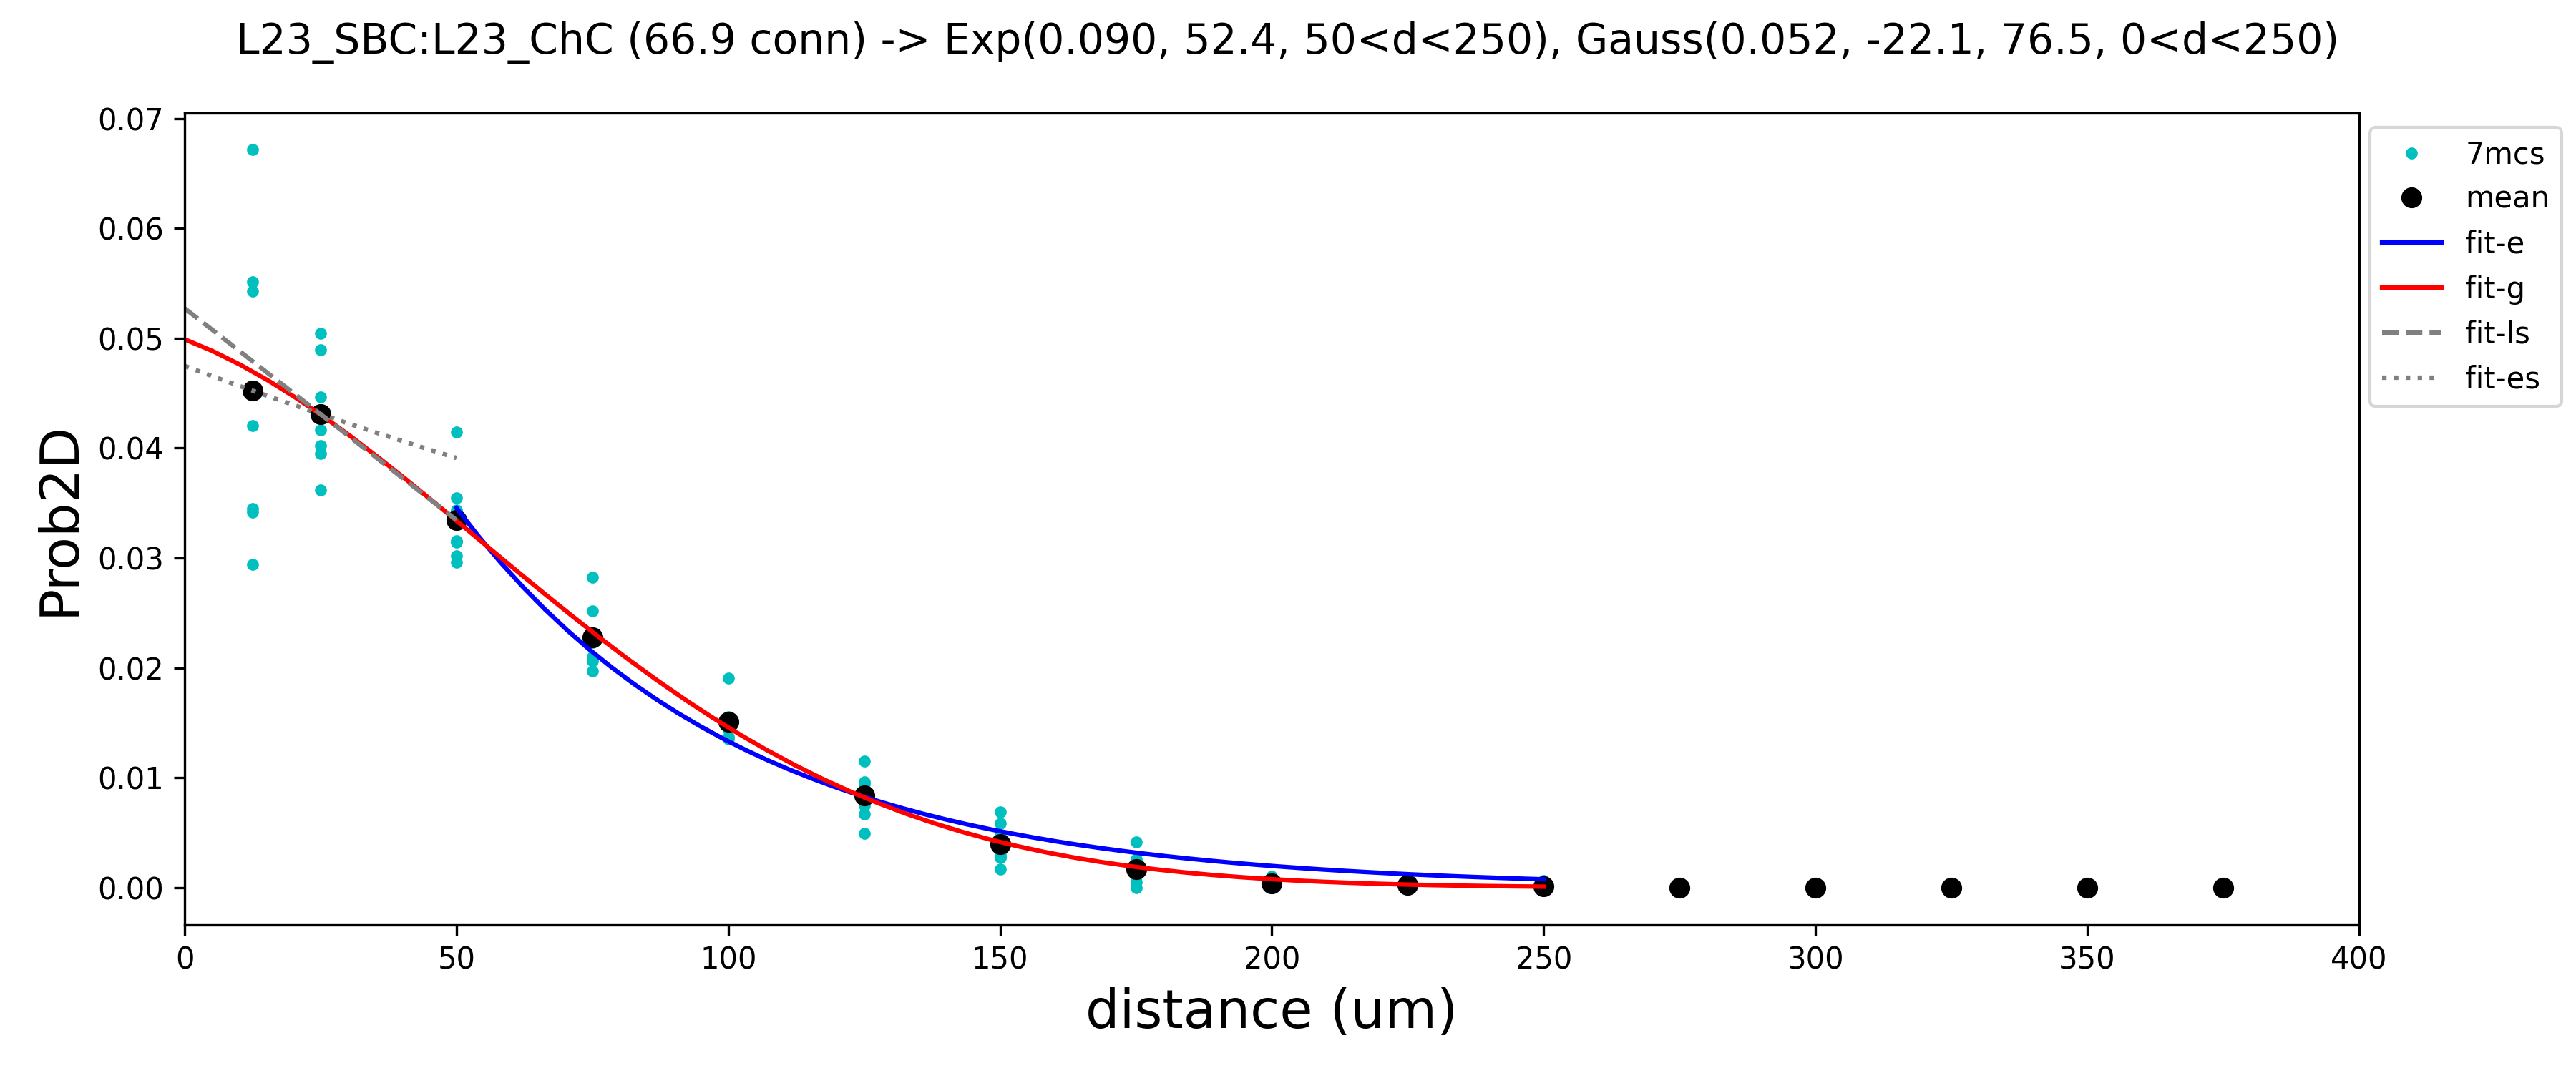 L23_SBC:L23_ChC (66.9 conn) -> Exp(0.090, 52.4, 50<d<250), Gauss(0.052, -22.1, 76.5, 0<d<250)
0.07
0.06
0.05
0.04
0.03
0.02
0.01
0.00
Prob2D
0 50 100 150 200 250 300 350 400
distance (um)
7mcs
mean
fit-e
fit-g
fit-ls
fit-es